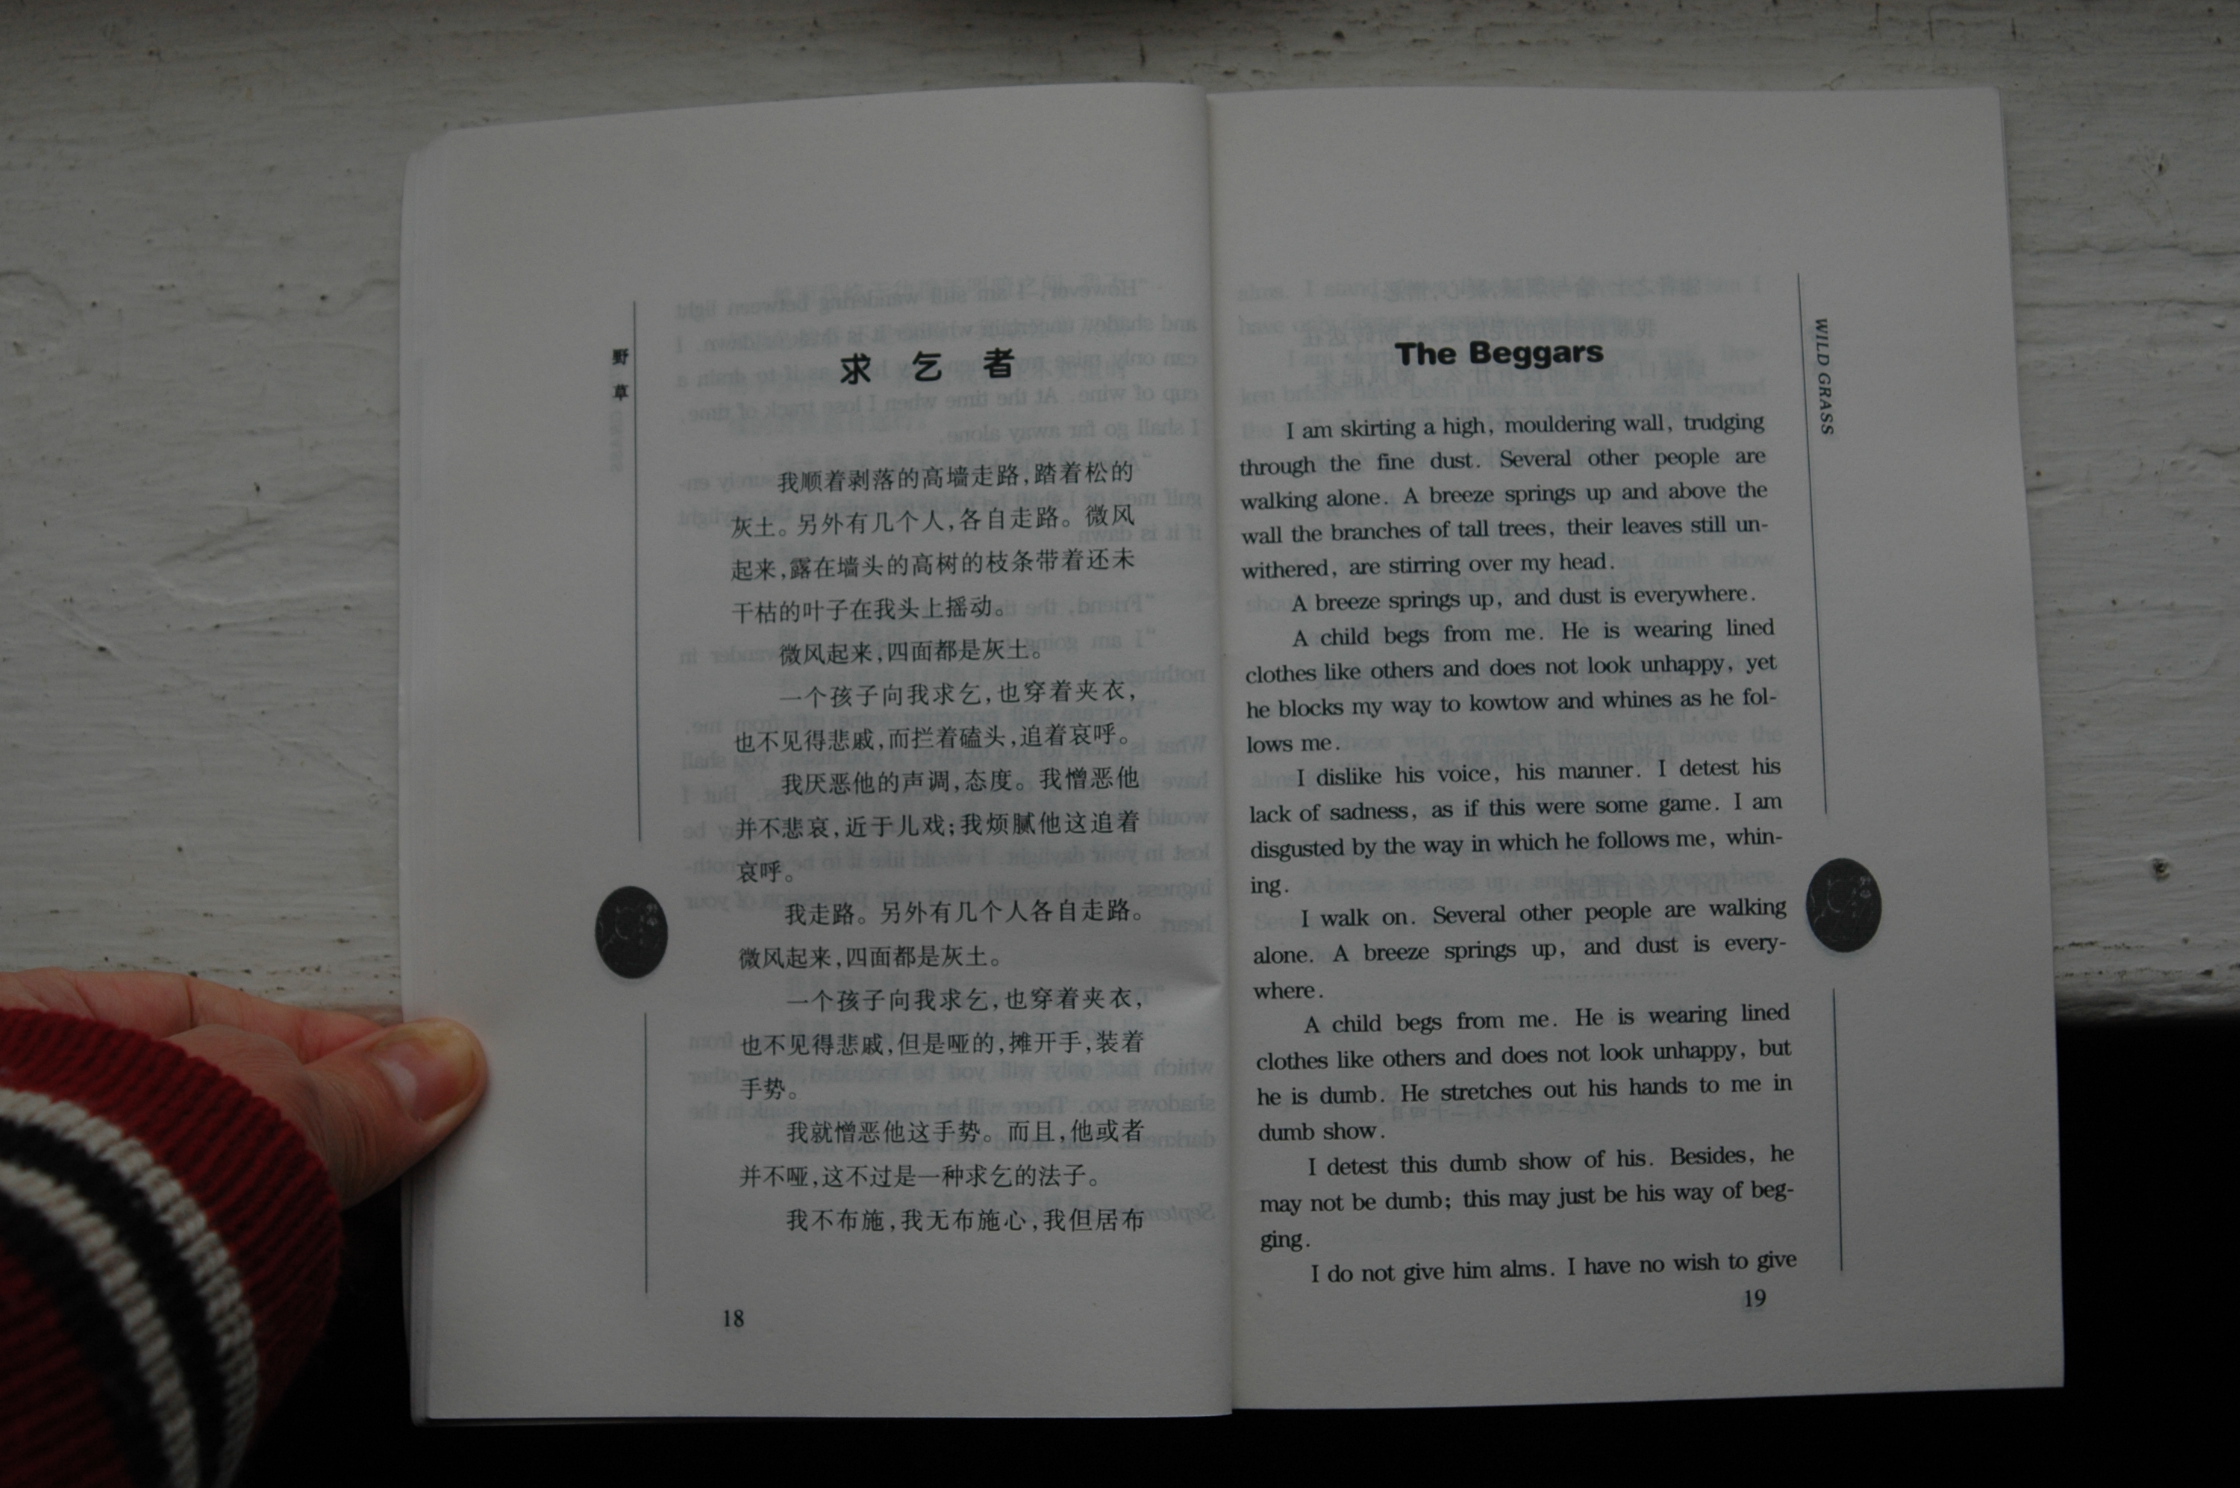 野草
求乞者
我顺着剥落的高墙走路,踏着松的
灰土。另外有几个人,各自走路。微风
起来,露在墙头的高树的枝条带着还未
干枯的叶子在我头上摇动。
微风起来,四面都是灰土。
一个孩子向我求乞,也穿着夹衣,
也不见得悲戚,而拦着磕头,追着哀呼。
我厌恶他的声调,态度。我憎恶他
并不悲哀,近于儿戏;我烦腻他这追着
哀呼。
我走路。另外有几个人各自走路。
微风起来,四面都是灰土。
一个孩子向我求乞,也穿着夹衣,
也不见得悲戚,但是哑的,摊开手,装着
手势。
我就憎恶他这手势。而且,他或者
并不哑,这不过是一种求乞的法子。
我不布施,我无布施心,我但居布
18
WILD GRASS
The Beggars
I am skirting a high, mouldering wall, trudging
through the fine dust. Several other people are
walking alone. A breeze springs up and above the
wall the branches of tall trees, their leaves still un-
withered, are stirring over my head.
A breeze springs up, and dust is everywhere.
A child begs from me. He is wearing lined
clothes like others and does not look unhappy, yet
he blocks my way to kowtow and whines as he fol-
lows me.
I dislike his voice, his manner. I detest his
lack of sadness, as if this were some game. I am
disgusted by the way in which he follows me, whin-
ing.
I walk on. Several other people are walking
alone. A breeze springs up, and dust is every-
where.
A child begs from me. He is wearing lined
clothes like others and does not look unhappy, but
he is dumb. He stretches out his hands to me in
dumb show.
I detest this dumb show of his. Besides, he
may not be dumb; this may just be his way of beg-
ging.
I do not give him alms. I have no wish to give
19